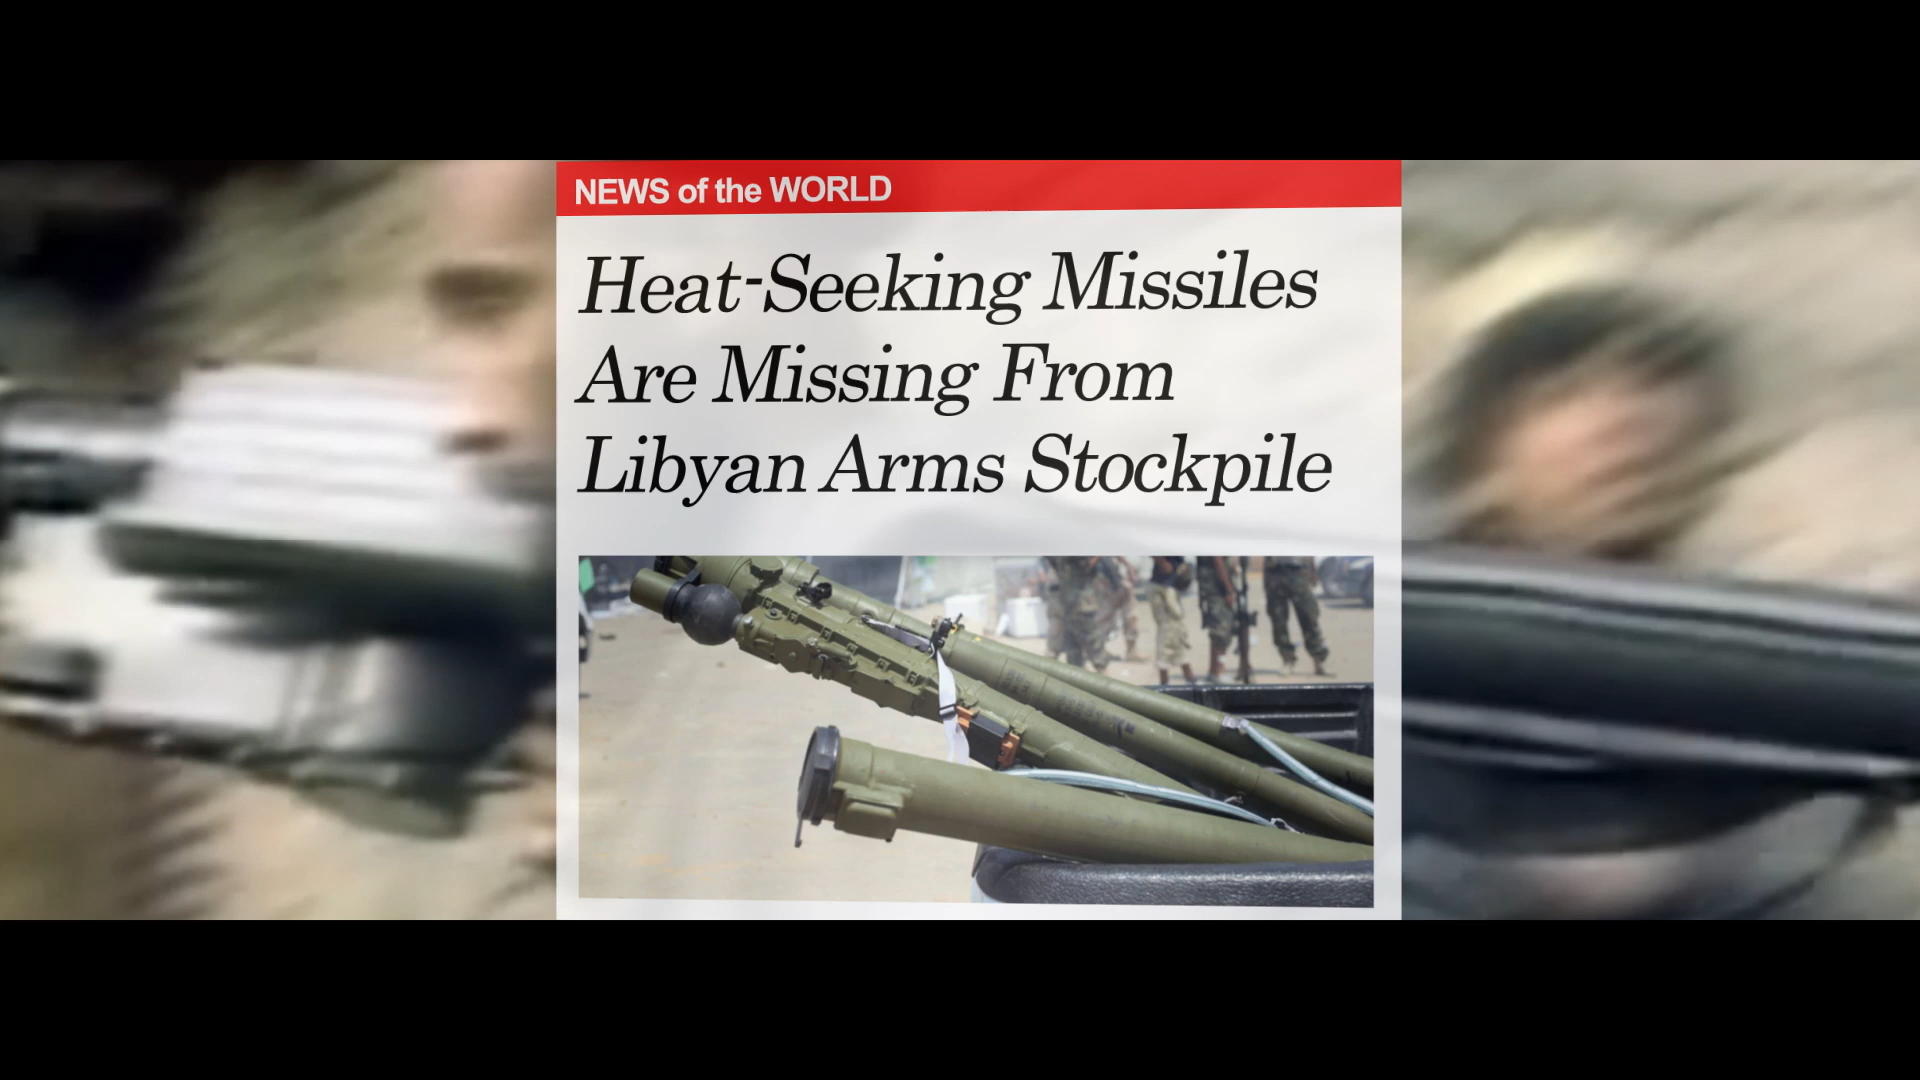 NEWS of the WORLD
Heat-Seeking Missiles
Are Missing From
Libyan Arms Stockpile